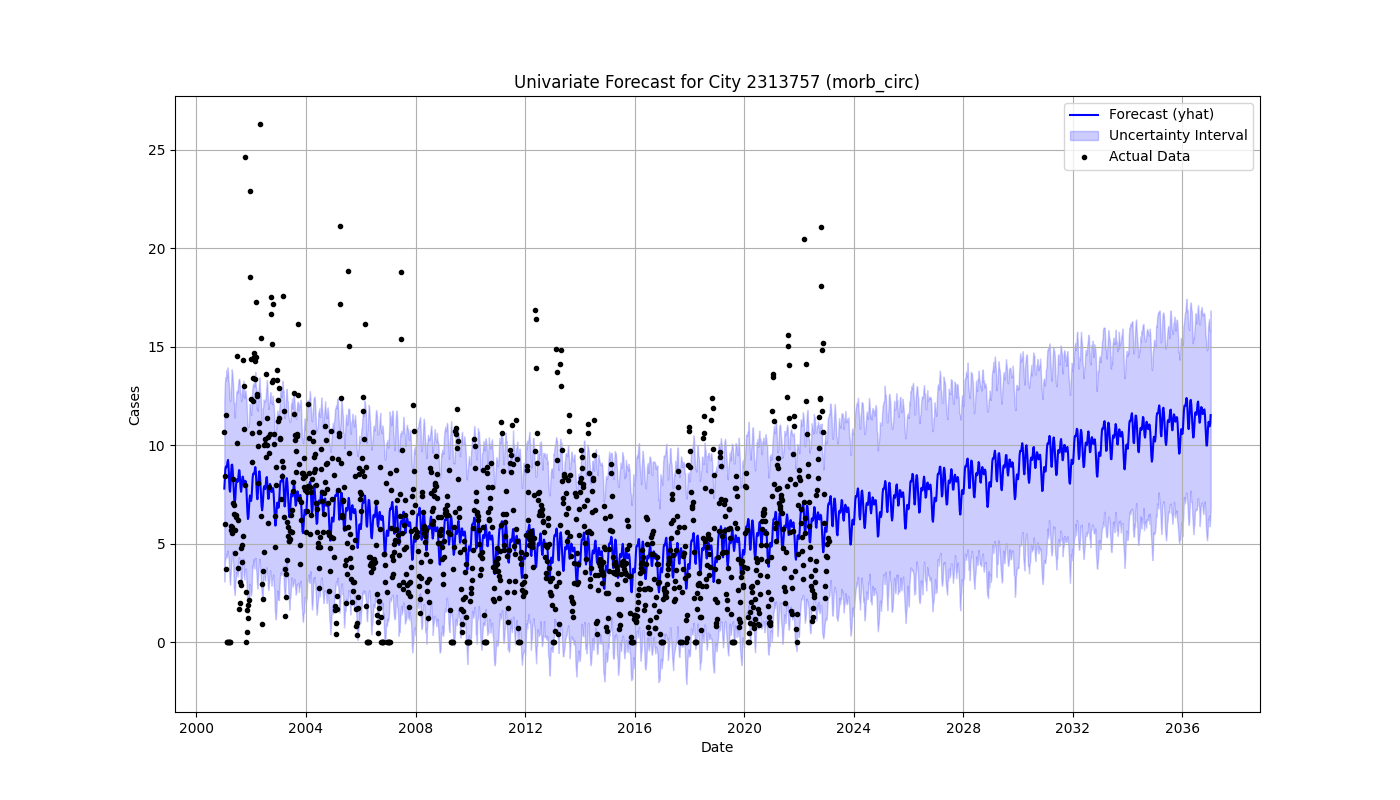 Univariate Forecast for City 2313757 (morb_circ)
Forecast (yhat)
Uncertainty Interval
Actual Data
Cases
25
20
15
10
5
0
2000 2004 2008 2012 2016 2020 2024 2028 2032 2036
Date